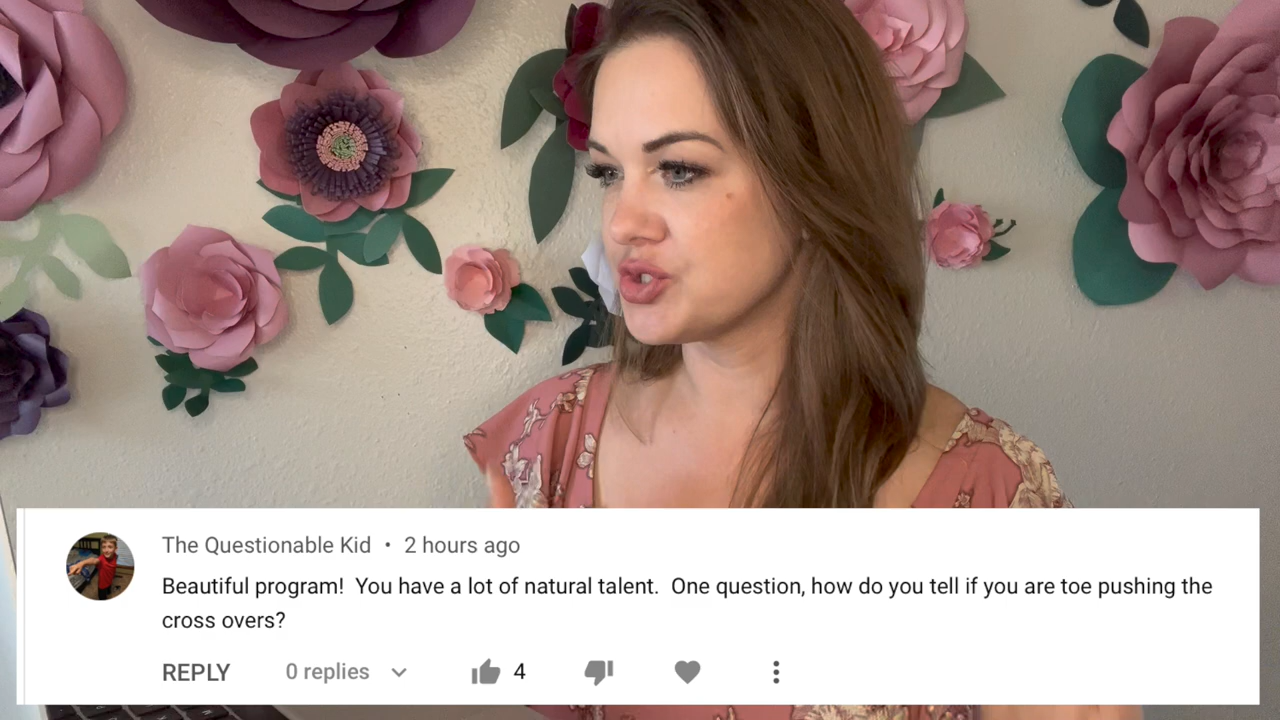 The Questionable Kid • 2 hours ago
Beautiful program!  You have a lot of natural talent.  One question, how do you tell if you are toe pushing the
cross overs?
REPLY 0 replies 4